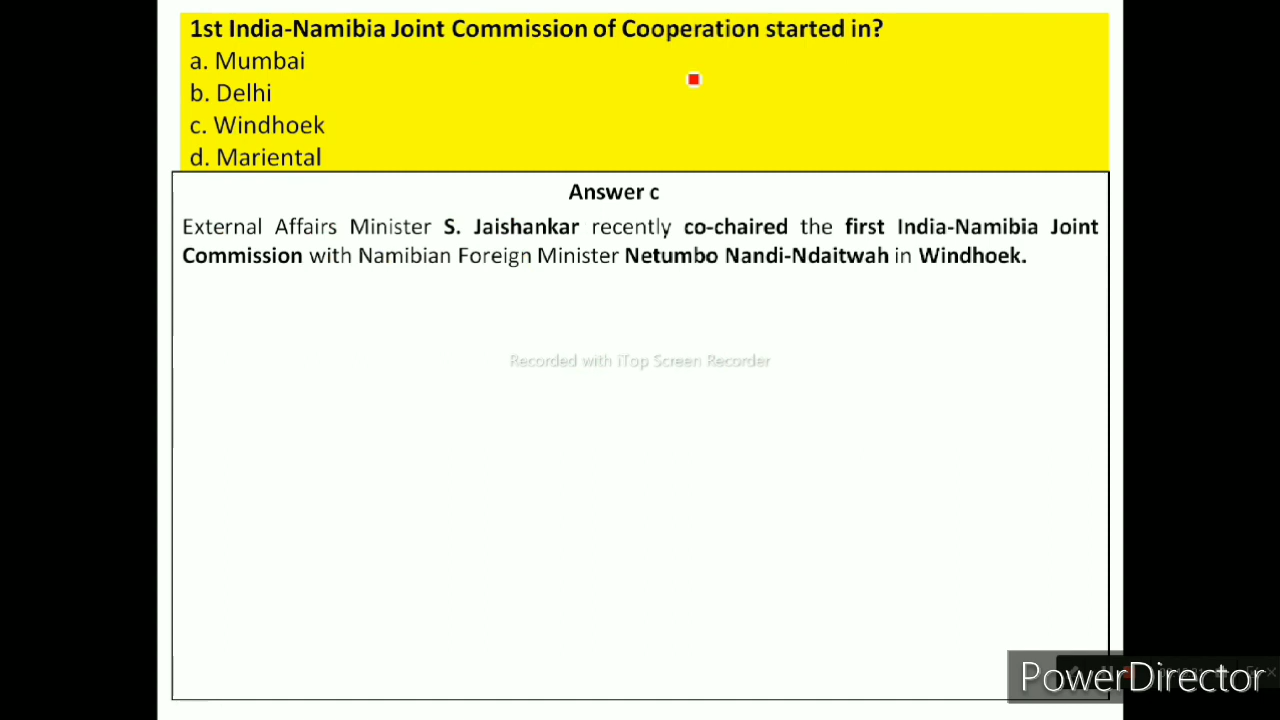 1st India-Namibia Joint Commission of Cooperation started in?
a. Mumbai
b. Delhi
c. Windhoek
d. Mariental
Answer c
External Affairs Minister S. Jaishankar recently co-chaired the first India-Namibia Joint
Commission with Namibian Foreign Minister Netumbo Nandi-Ndaitwah in Windhoek.
Recorded with iTop Screen Recorder
PowerDirector